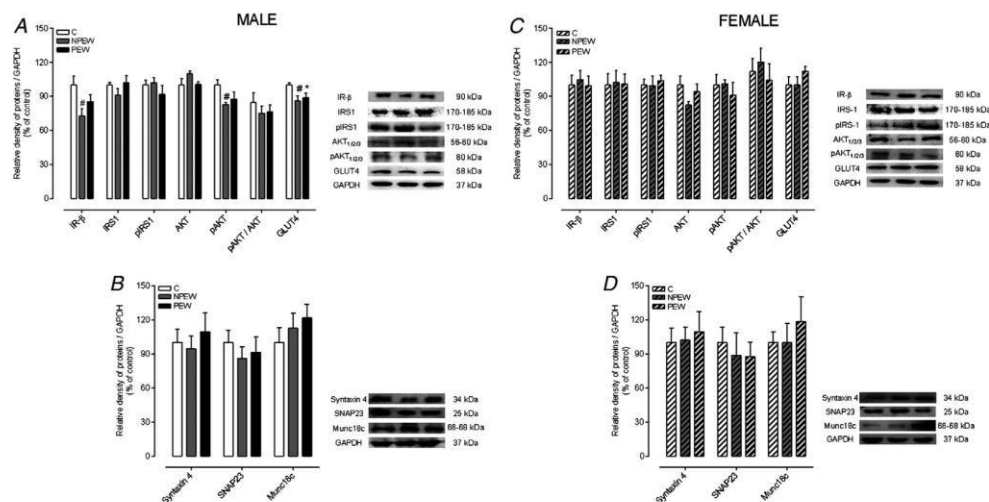 A MALE
C
NPEW
PEW
Relative density of proteins / GAPDH
(% of control)
150
120
90
60
30
0
#
#
# *
IR-β
IRS1
pIRS1
AKT
pAKT
pAKT / AKT
GLUT4
IR-β 90 kDa
IRS1 170-185 kDa
pIRS1 170-185 kDa
AKT1/2/3 56-60 kDa
pAKT1/2/3 60 kDa
GLUT4 58 kDa
GAPDH 37 kDa
C FEMALE
C
NPEW
PEW
Relative density of proteins / GAPDH
(% of control)
150
120
90
60
30
0
IR-β
IRS1
pIRS1
AKT
pAKT
pAKT / AKT
GLUT4
IR-β 90 kDa
IRS-1 170-185 kDa
pIRS-1 170-185 kDa
AKT1/2/3 56-60 kDa
pAKT1/2/3 60 kDa
GLUT4 58 kDa
GAPDH 37 kDa
B
C
NPEW
PEW
Relative density of proteins / GAPDH
(% of control)
150
120
90
60
30
0
Syntaxin 4
SNAP23
Munc18c
Syntaxin 4 34 kDa
SNAP23 25 kDa
Munc18c 66-68 kDa
GAPDH 37 kDa
D
C
NPEW
PEW
Relative density of proteins / GAPDH
(% of control)
150
120
90
60
30
0
Syntaxin 4
SNAP23
Munc18c
Syntaxin 4 34 kDa
SNAP23 25 kDa
Munc18c 66-68 kDa
GAPDH 37 kDa